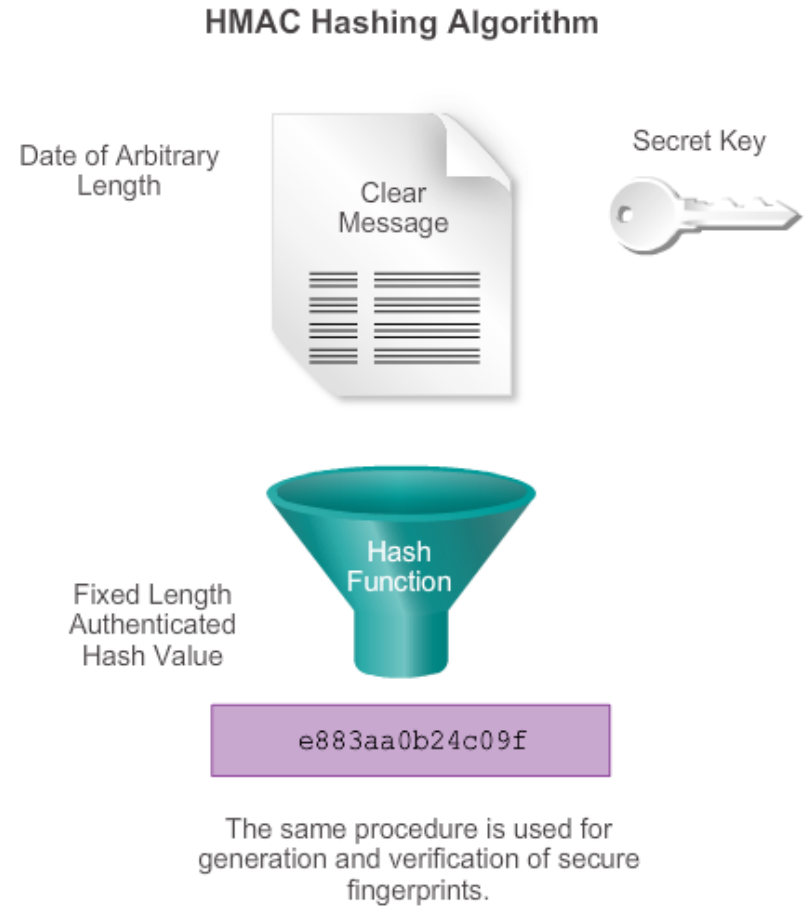 HMAC Hashing Algorithm
Date of Arbitrary
Length
Clear
Message
Secret Key
Hash
Function
Fixed Length
Authenticated
Hash Value
e883aa0b24c09f
The same procedure is used for
generation and verification of secure
fingerprints.